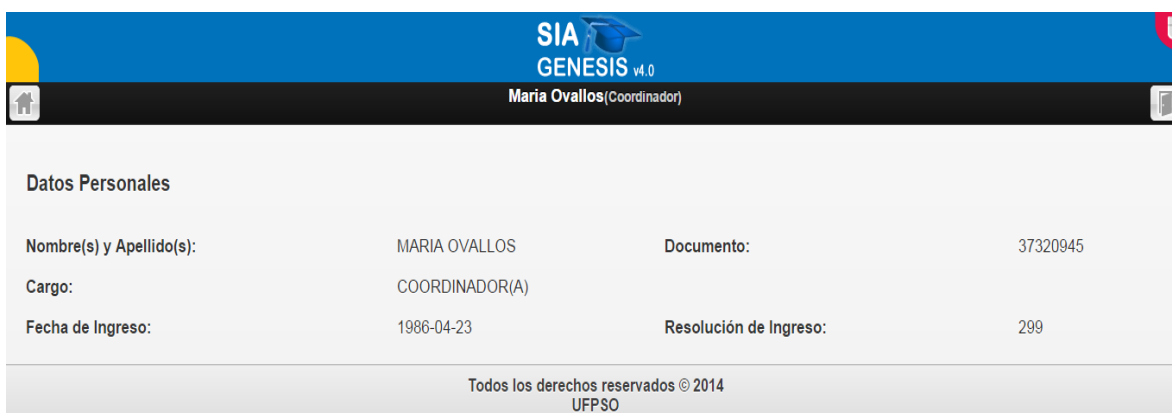 SIA
GENESIS v4.0
Maria Ovallos(Coordinador)
Datos Personales
Nombre(s) y Apellido(s): MARIA OVALLOS Documento: 37320945
Cargo: COORDINADOR(A)
Fecha de Ingreso: 1986-04-23 Resolución de Ingreso: 299
Todos los derechos reservados © 2014
UFPSO